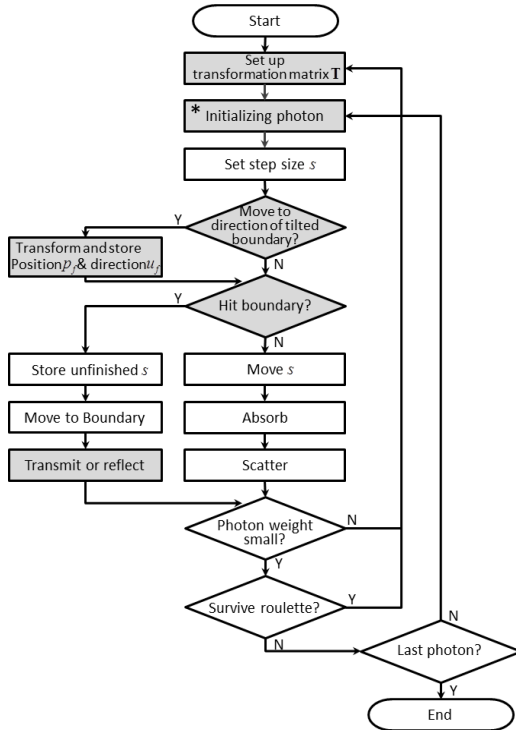 Start
Set up
transformation matrix T
* Initializing photon
Set step size s
Move to
direction of tilted
boundary?
Y
N
Transform and store
Position p_f & direction u_f
Hit boundary?
Y
N
Store unfinished s
Move s
Move to Boundary
Absorb
Transmit or reflect
Scatter
Photon weight
small?
N
Y
Survive roulette?
Y
N
Last photon?
N
Y
End